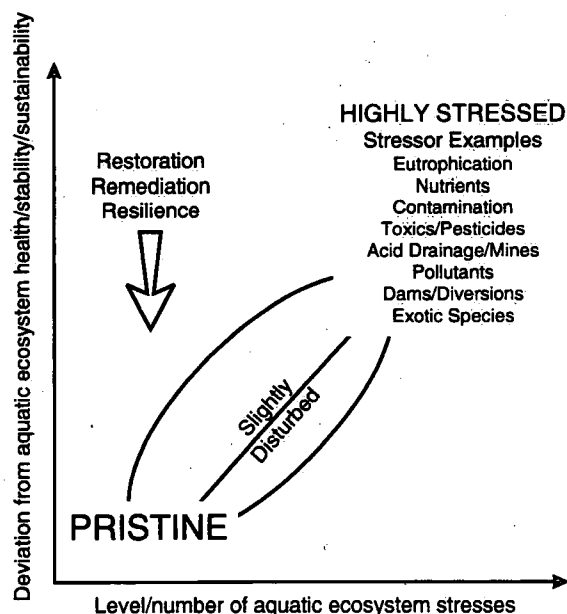 Deviation from aquatic ecosystem health/stability/sustainability
HIGHLY STRESSED
Stressor Examples
Eutrophication
Nutrients
Contamination
Toxics/Pesticides
Acid Drainage/Mines
Pollutants
Dams/Diversions
Exotic Species
Restoration
Remediation
Resilience
Slightly
Disturbed
PRISTINE
Level/number of aquatic ecosystem stresses